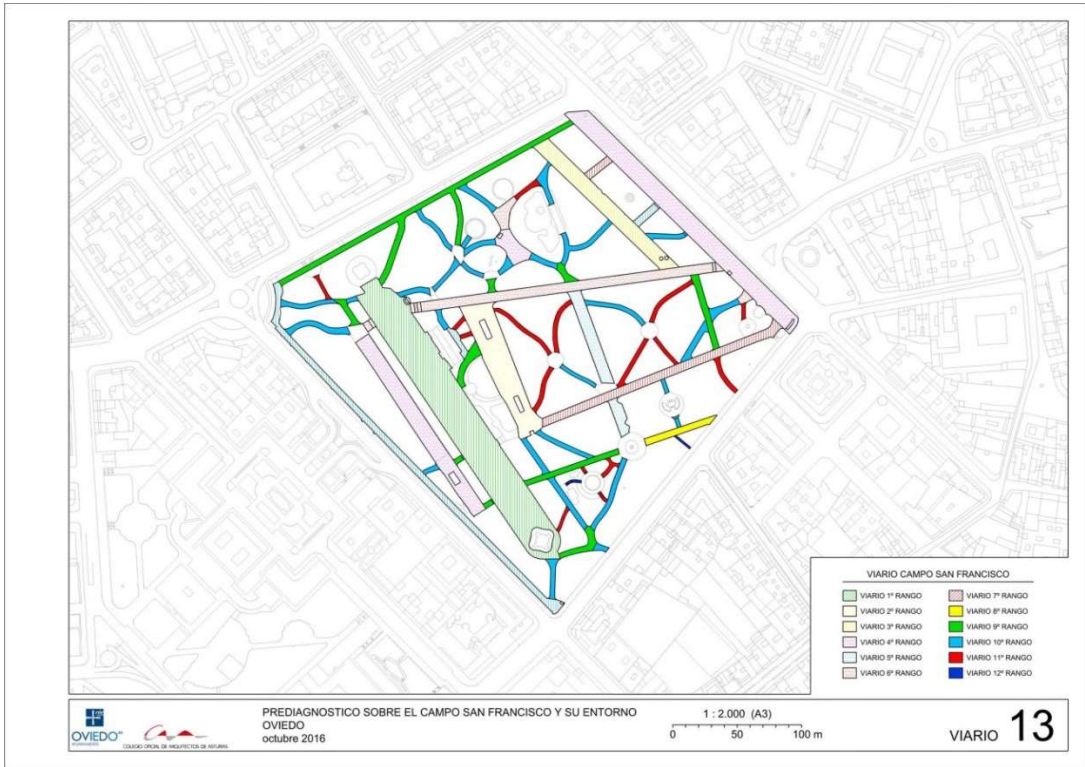 VIARIO CAMPO SAN FRANCISCO
VIARIO 1º RANGO
VIARIO 2º RANGO
VIARIO 3º RANGO
VIARIO 4º RANGO
VIARIO 5º RANGO
VIARIO 6º RANGO
VIARIO 7º RANGO
VIARIO 8º RANGO
VIARIO 9º RANGO
VIARIO 10º RANGO
VIARIO 11º RANGO
VIARIO 12º RANGO
OVIEDO
AYUNTAMIENTO
COLEGIO OFICIAL DE ARQUITECTOS DE ASTURIAS
PREDIAGNOSTICO SOBRE EL CAMPO SAN FRANCISCO Y SU ENTORNO
OVIEDO
octubre 2016
1 : 2.000 (A3)
0 50 100 m
VIARIO 13